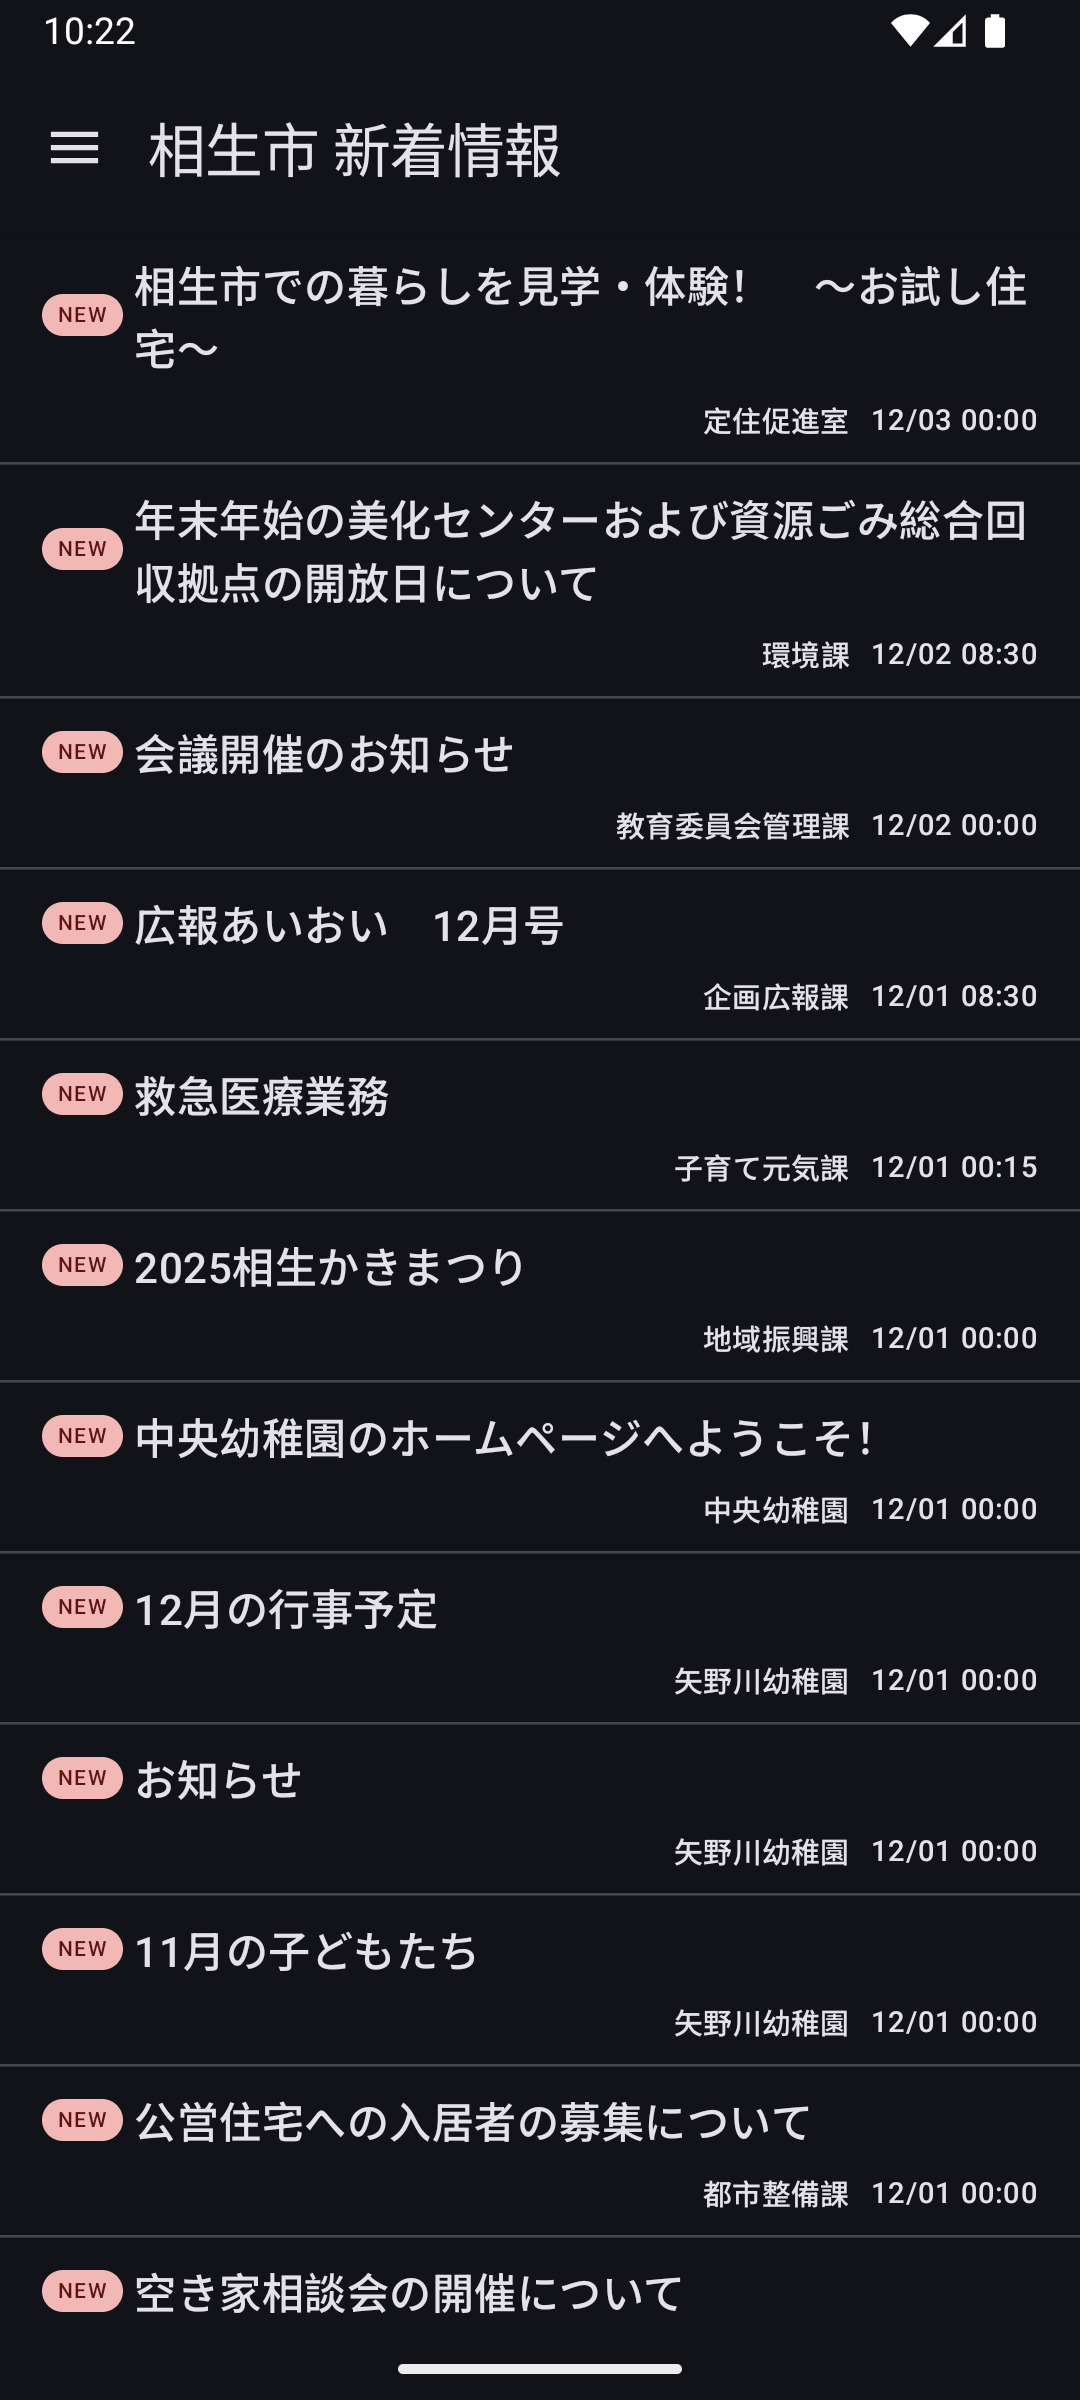 10:22
相生市 新着情報
NEW
相生市での暮らしを見学・体験！　～お試し住
宅～
定住促進室 12/03 00:00
NEW
年末年始の美化センターおよび資源ごみ総合回
収拠点の開放日について
環境課 12/02 08:30
NEW 会議開催のお知らせ
教育委員会管理課 12/02 00:00
NEW 広報あいおい　12月号
企画広報課 12/01 08:30
NEW 救急医療業務
子育て元気課 12/01 00:15
NEW 2025相生かきまつり
地域振興課 12/01 00:00
NEW 中央幼稚園のホームページへようこそ！
中央幼稚園 12/01 00:00
NEW 12月の行事予定
矢野川幼稚園 12/01 00:00
NEW お知らせ
矢野川幼稚園 12/01 00:00
NEW 11月の子どもたち
矢野川幼稚園 12/01 00:00
NEW 公営住宅への入居者の募集について
都市整備課 12/01 00:00
NEW 空き家相談会の開催について